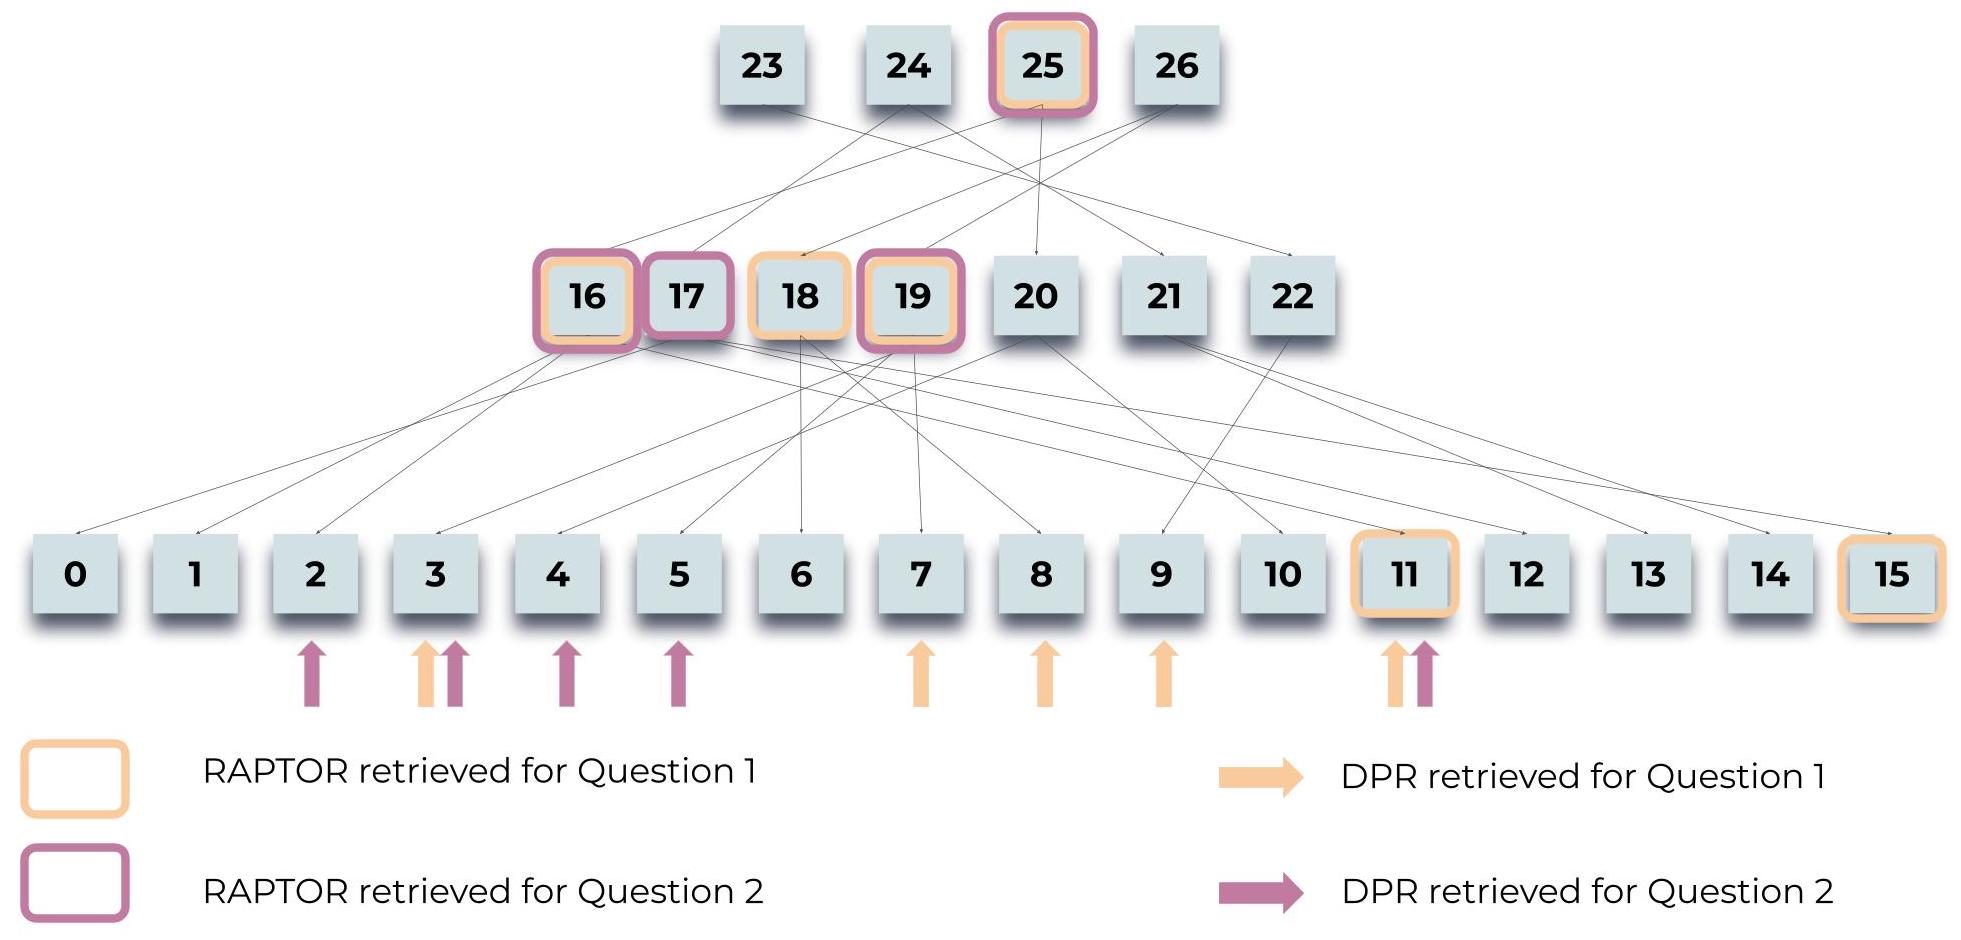 23 24 25 26
16 17 18 19 20 21 22
0 1 2 3 4 5 6 7 8 9 10 11 12 13 14 15
RAPTOR retrieved for Question 1
DPR retrieved for Question 1
RAPTOR retrieved for Question 2
DPR retrieved for Question 2